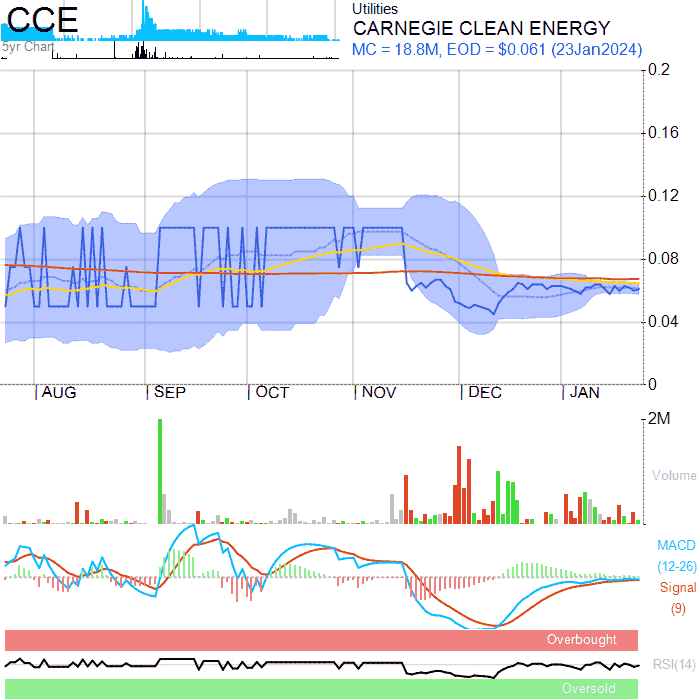 CCE
5yr Chart
Utilities
CARNEGIE CLEAN ENERGY
MC = 18.8M, EOD = $0.061 (23Jan2024)
0.2
0.16
0.12
0.08
0.04
0
AUG SEP OCT NOV DEC JAN
2M
Volume
MACD
(12-26)
Signal
(9)
Overbought
RSI(14)
Oversold